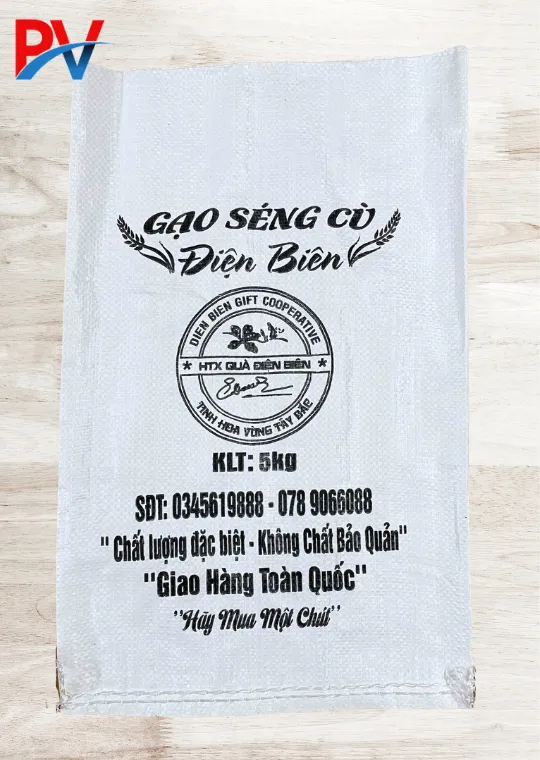 PV
GẠO SÉNG CÙ
Điện Biên
DIEN BIEN GIFT COOPERATIVE
★ HTX QUÀ ĐIỆN BIÊN ★
TINH HOA VÙNG TÂY BẮC
KLT: 5kg
SĐT: 0345619888 - 078 9066088
" Chất lượng đặc biệt - Không Chất Bảo Quản"
"Giao Hàng Toàn Quốc"
"Hãy Mua Một Chút"